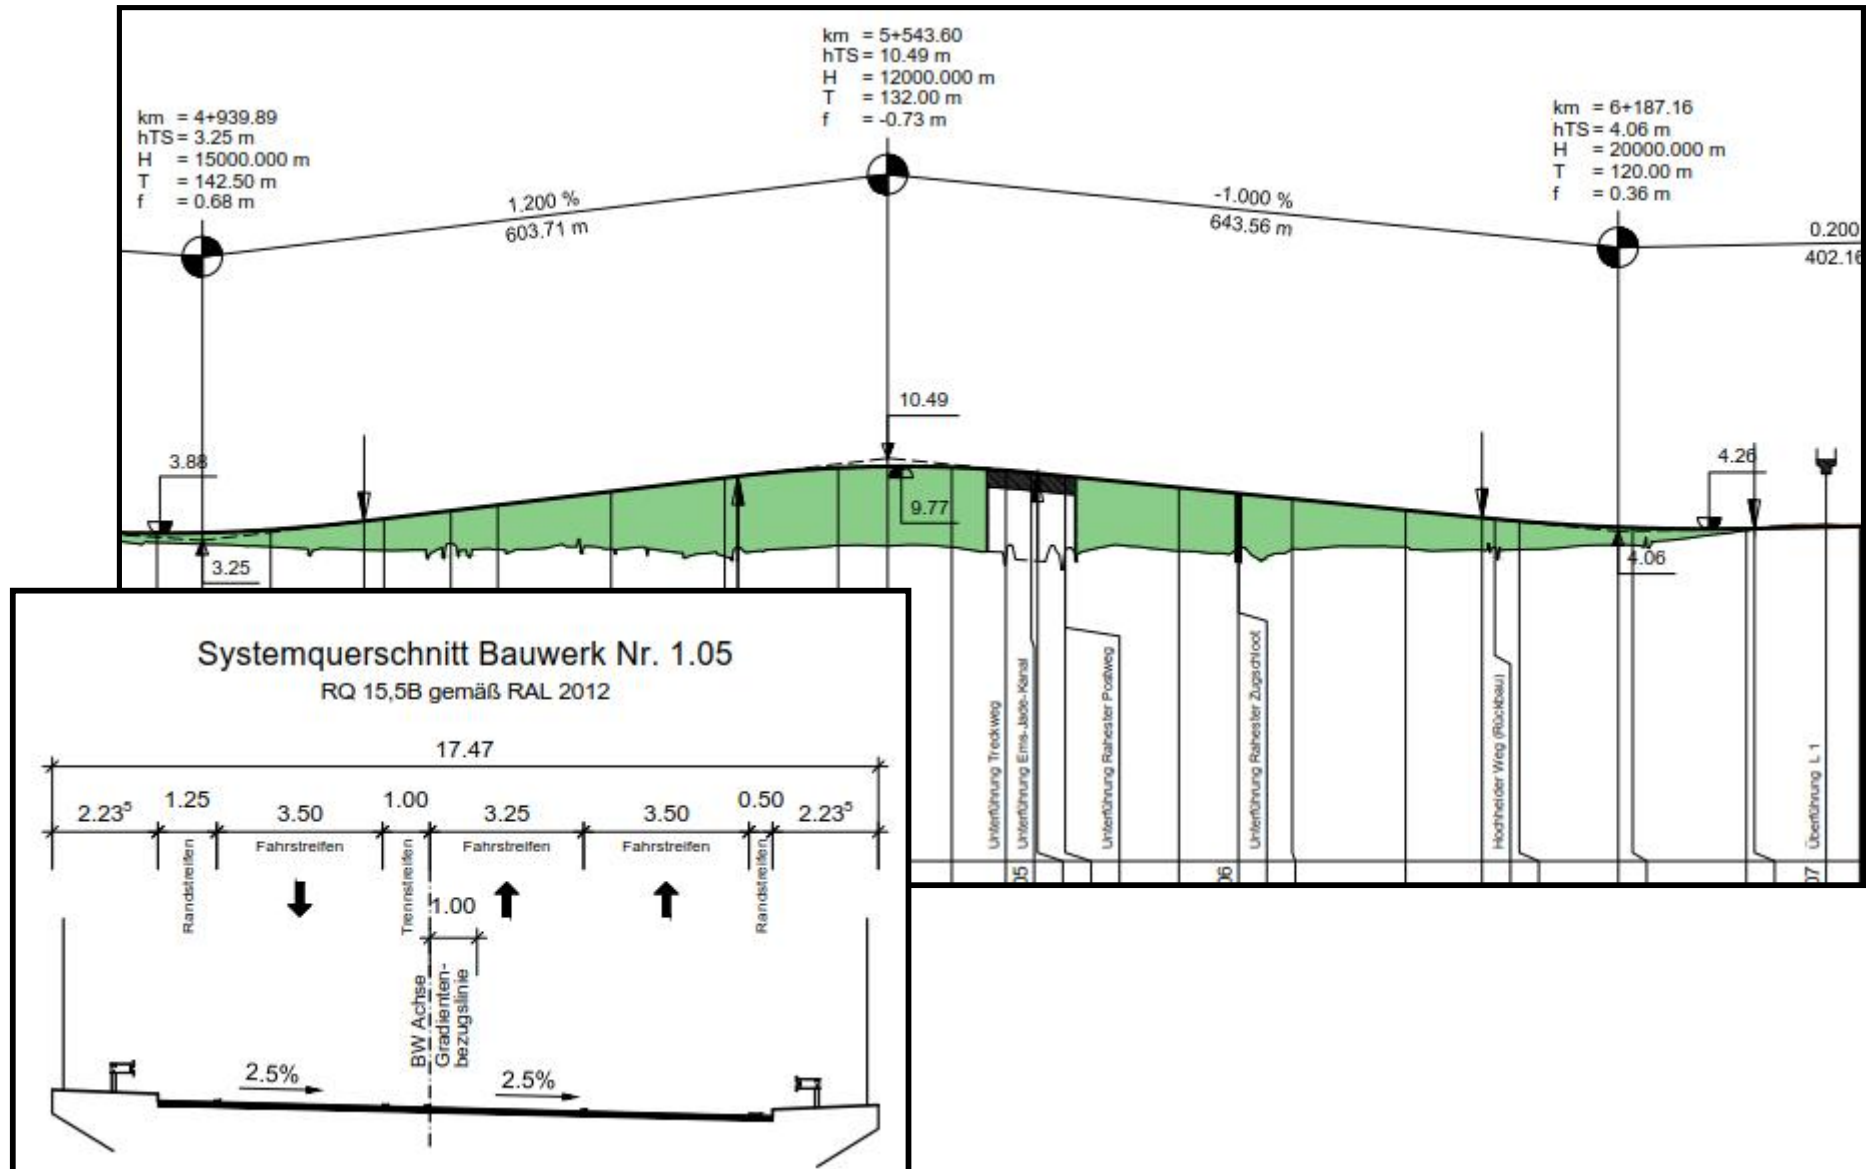 km = 4+939.89
hTS = 3.25 m
H = 15000.000 m
T = 142.50 m
f = 0.68 m
km = 5+543.60
hTS = 10.49 m
H = 12000.000 m
T = 132.00 m
f = -0.73 m
km = 6+187.16
hTS = 4.06 m
H = 20000.000 m
T = 120.00 m
f = 0.36 m
1.200 %
603.71 m
-1.000 %
643.56 m
0.200
402.16
10.49
3.88
4.26
9.77
3.25
4.06
Unterführung Treckweg
Unterführung Ems-Jade-Kanal
Unterführung Rahester Postweg
Unterführung Rahester Zugschloot
Hochheider Weg (Rückbau)
Überführung L 1
05
06
07
Systemquerschnitt Bauwerk Nr. 1.05
RQ 15,5B gemäß RAL 2012
17.47
2.23⁵
1.25
3.50
1.00
3.25
3.50
0.50
2.23⁵
Randstreifen
Fahrstreifen
Trennstreifen
Fahrstreifen
Fahrstreifen
Randstreifen
1.00
BW Achse
Gradienten-
bezugslinie
2.5%
2.5%